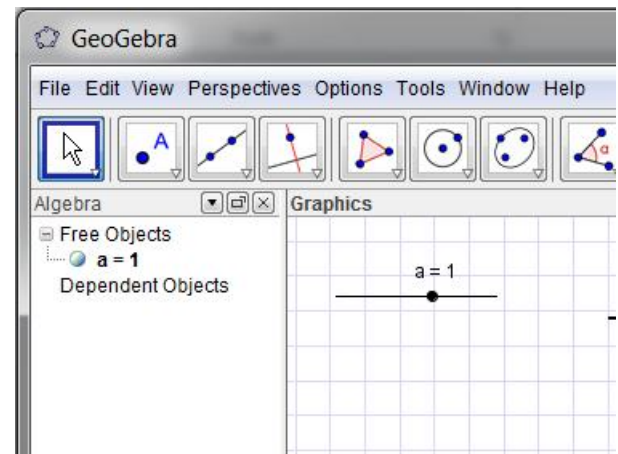 GeoGebra
File Edit View Perspectives Options Tools Window Help
A
α
Algebra
Graphics
Free Objects
a = 1
Dependent Objects
a = 1